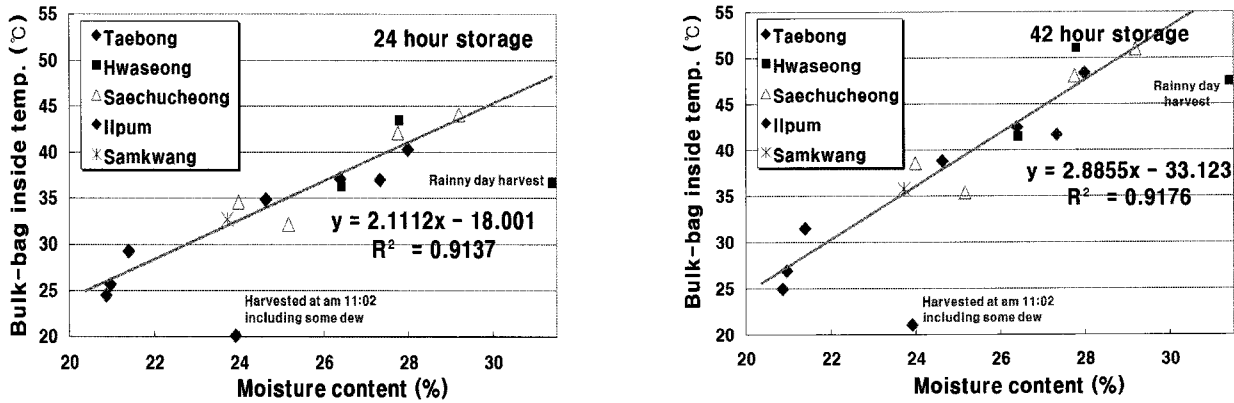 Bulk-bag inside temp. (℃)
55
50
45
40
35
30
25
20
◆Taebong
■Hwaseong
△Saechucheong
◆Ilpum
✳Samkwang
24 hour storage
Rainny day harvest
y = 2.1112x - 18.001
R² = 0.9137
Harvested at am 11:02
including some dew
20 22 24 26 28 30
Moisture content (%)
Bulk-bag inside temp. (℃)
55
50
45
40
35
30
25
20
◆Taebong
■Hwaseong
△Saechucheong
◆Ilpum
✳Samkwang
42 hour storage
Rainny day
harvest
y = 2.8855x - 33.123
R² = 0.9176
Harvested at am 11:02
including some dew
20 22 24 26 28 30
Moisture content (%)